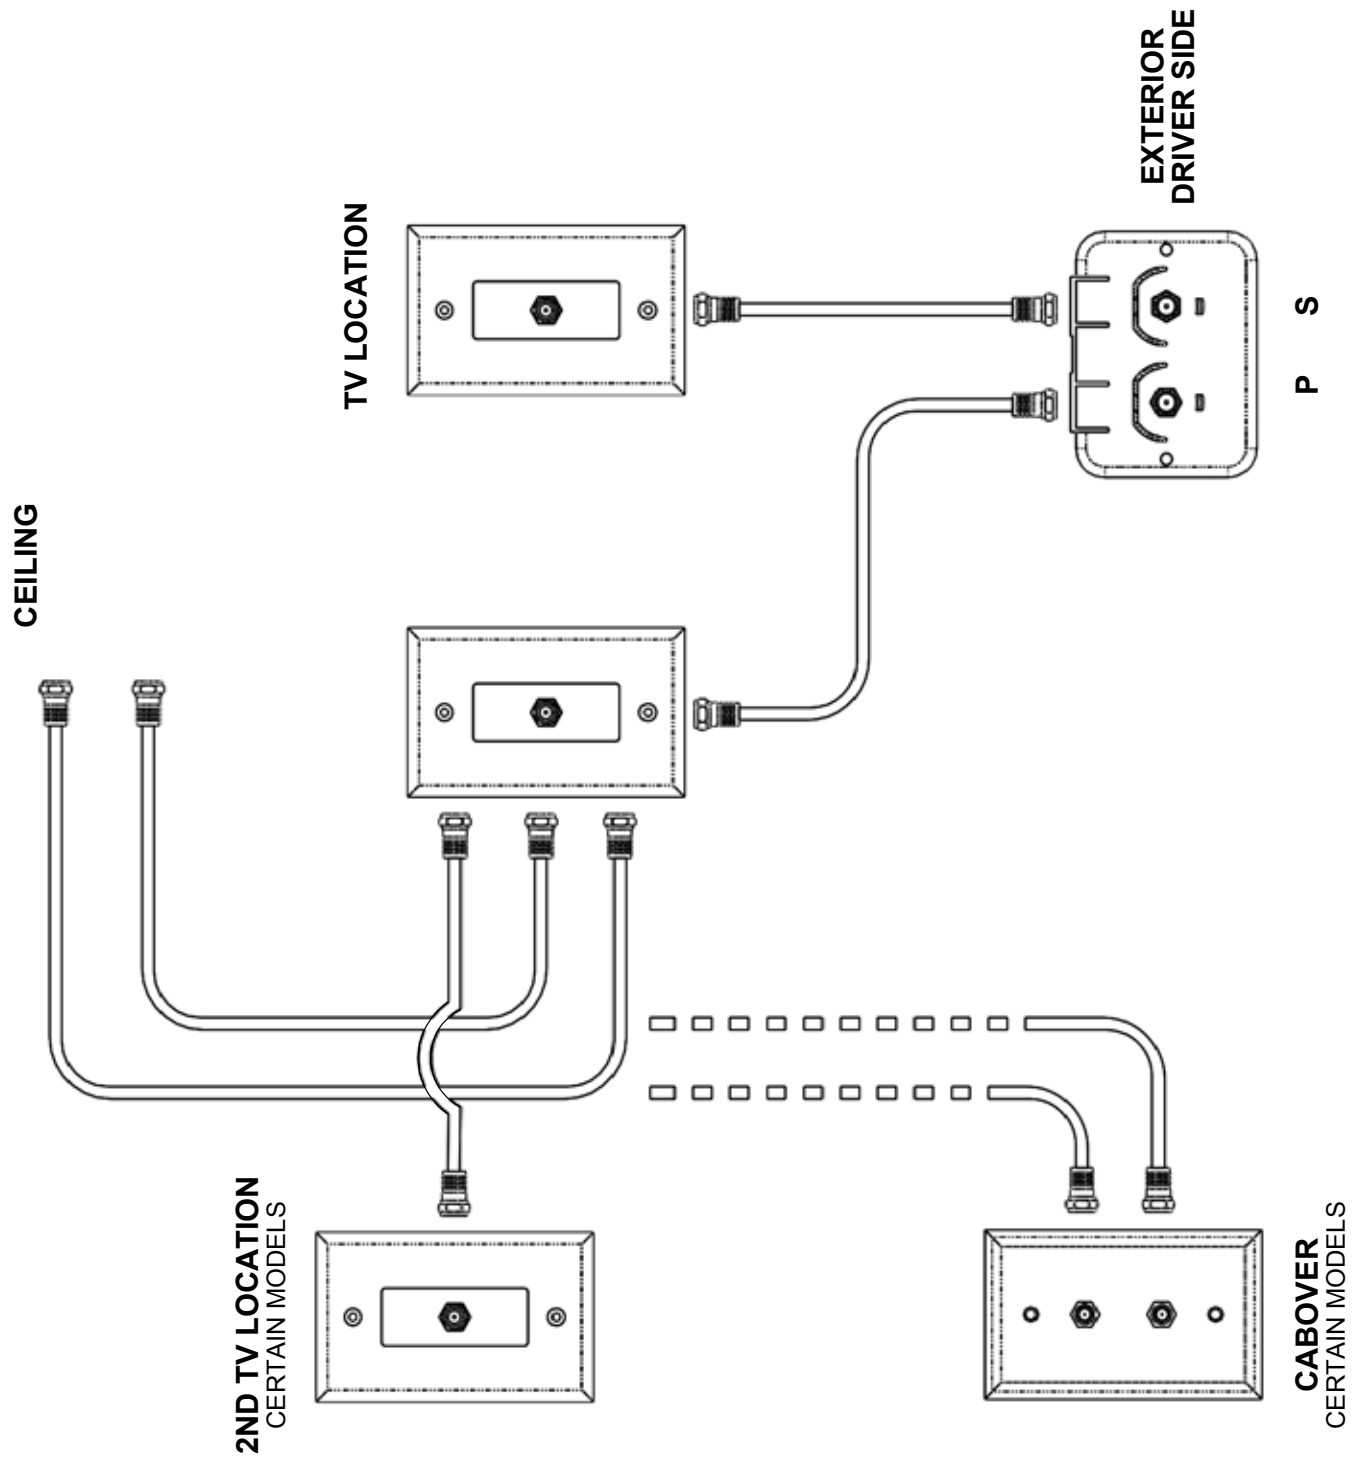 CEILING
TV LOCATION
EXTERIOR
DRIVER SIDE
P
S
2ND TV LOCATION
CERTAIN MODELS
CABOVER
CERTAIN MODELS